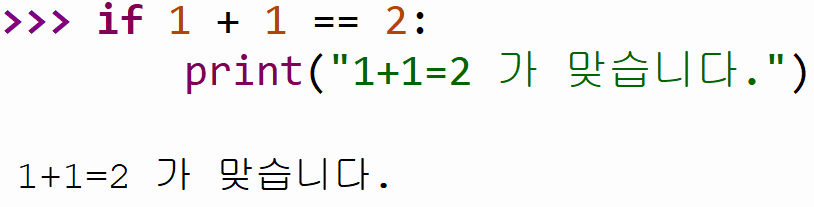 >>> if 1 + 1 == 2:
print("1+1=2 가 맞습니다.")
1+1=2 가 맞습니다.